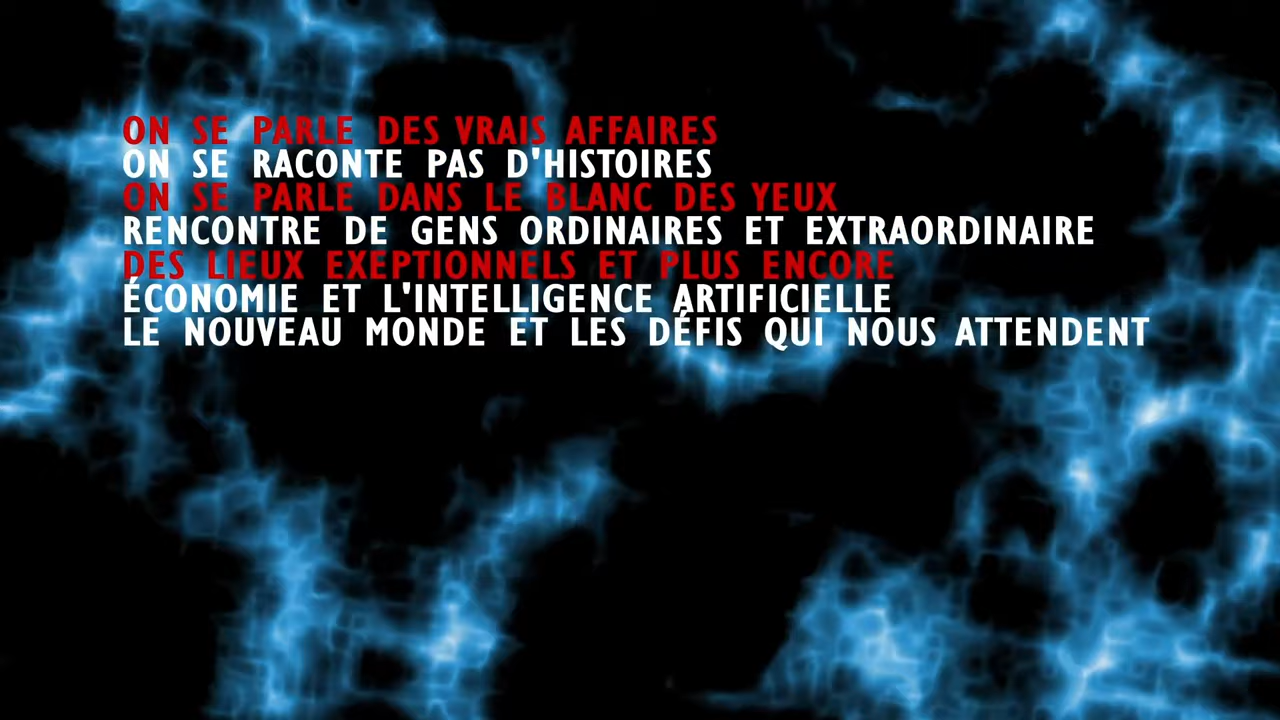 ON SE PARLE DES VRAIS AFFAIRES
ON SE RACONTE PAS D'HISTOIRES
ON SE PARLE DANS LE BLANC DES YEUX
RENCONTRE DE GENS ORDINAIRES ET EXTRAORDINAIRE
DES LIEUX EXEPTIONNELS ET PLUS ENCORE
ÉCONOMIE ET L'INTELLIGENCE ARTIFICIELLE
LE NOUVEAU MONDE ET LES DÉFIS QUI NOUS ATTENDENT